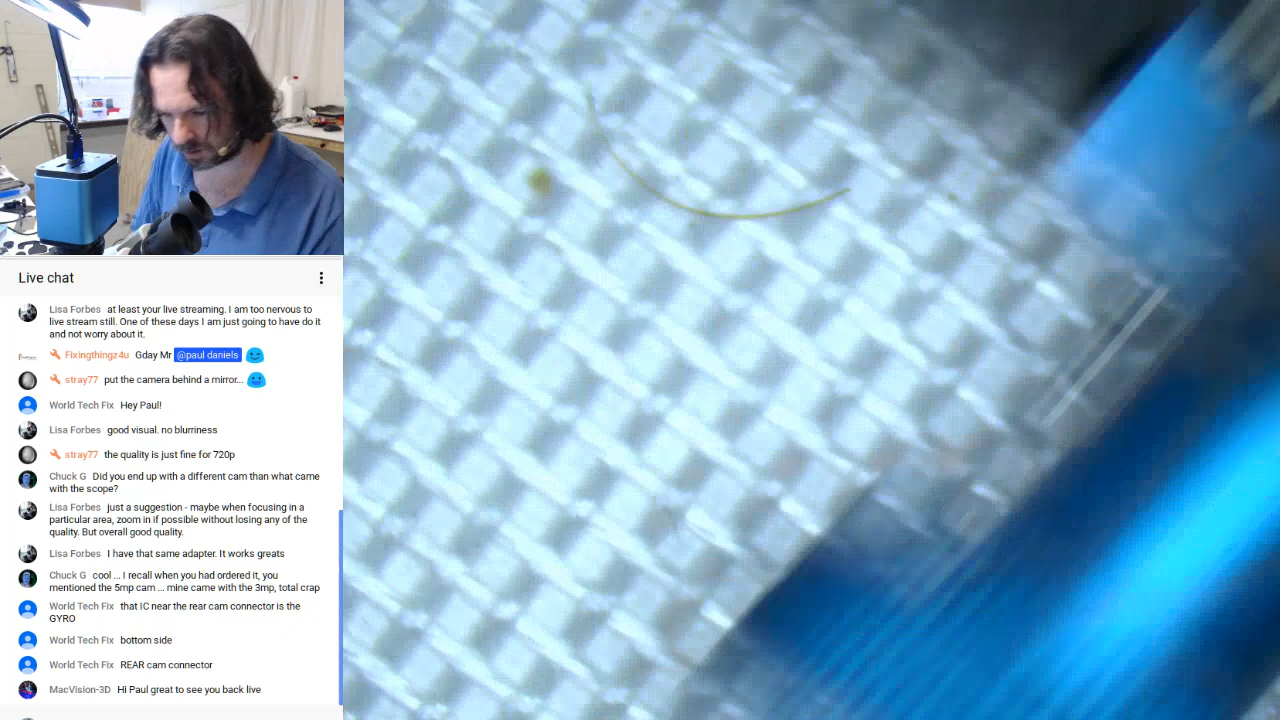 Live chat
Lisa Forbes at least your live streaming. I am too nervous to
live stream still. One of these days I am just going to have do it
and not worry about it.
Fixingthingz4u Gday Mr @paul daniels
stray77 put the camera behind a mirror...
World Tech Fix Hey Paul!
Lisa Forbes good visual. no blurriness
stray77 the quality is just fine for 720p
Chuck G Did you end up with a different cam than what came
with the scope?
Lisa Forbes just a suggestion - maybe when focusing in a
particular area, zoom in if possible without losing any of the
quality. But overall good quality.
Lisa Forbes I have that same adapter. It works greats
Chuck G cool ... I recall when you had ordered it, you
mentioned the 5mp cam ... mine came with the 3mp, total crap
World Tech Fix that IC near the rear cam connector is the
GYRO
World Tech Fix bottom side
World Tech Fix REAR cam connector
MacVision-3D Hi Paul great to see you back live